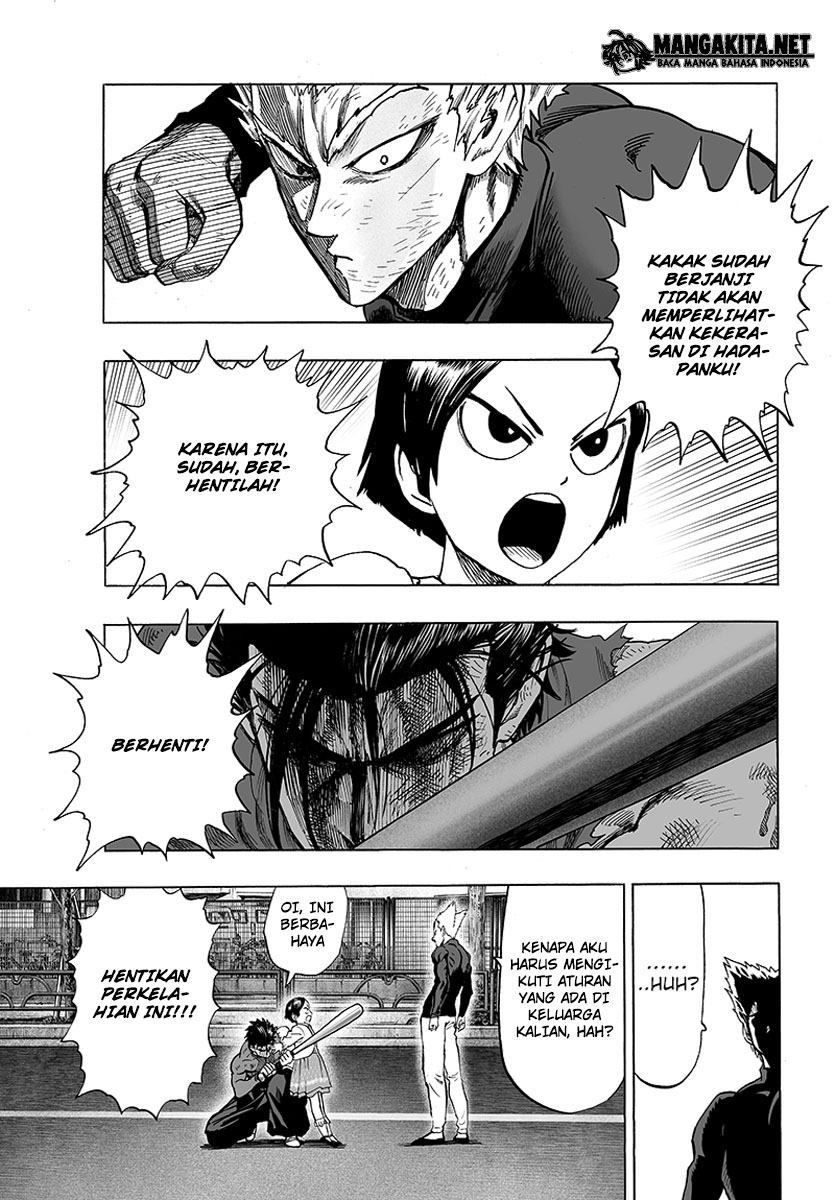 MANGAKITA.NET
BACA MANGA BAHASA INDONESIA
KAKAK SUDAH
BERJANJI
TIDAK AKAN
MEMPERLIHAT-
KAN KEKERA-
SAN DI HADA-
PANKU!
KARENA ITU,
SUDAH, BER-
HENTILAH!
BERHENTI!
......
..HUH?
KENAPA AKU
HARUS MENGI-
KUTI ATURAN
YANG ADA DI
KELUARGA
KALIAN, HAH?
OI, INI
BERBA-
HAYA
HENTIKAN
PERKELA-
HIAN INI!!!